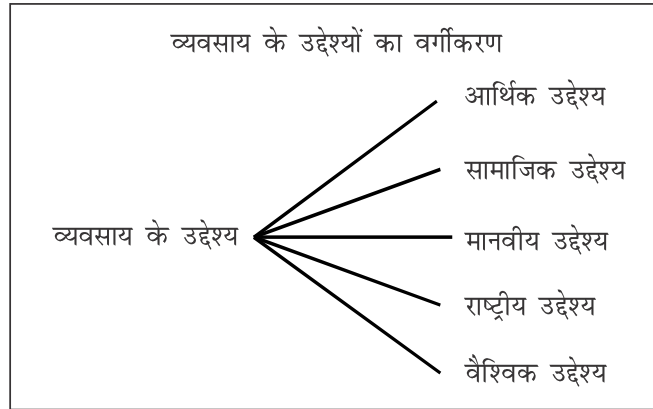 व्यवसाय के उद्देश्यों का वर्गीकरण
आर्थिक उद्देश्य
सामाजिक उद्देश्य
व्यवसाय के उद्देश्य
मानवीय उद्देश्य
राष्ट्रीय उद्देश्य
वैश्विक उद्देश्य